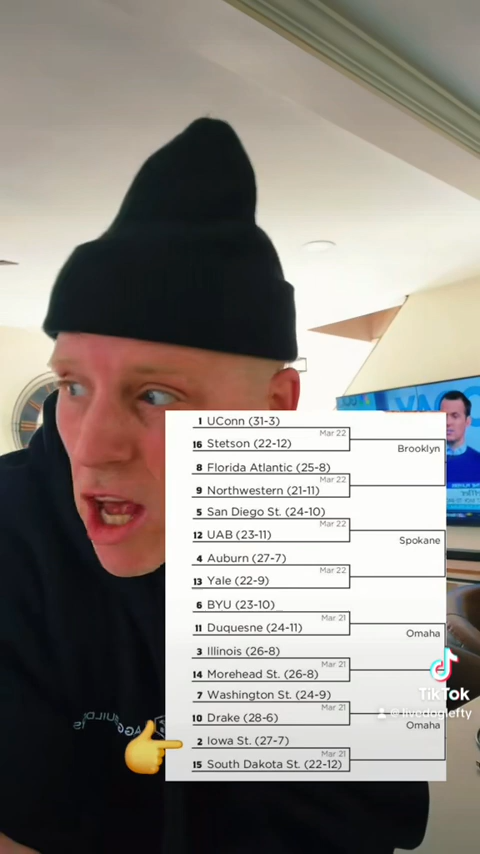 1 UConn (31-3)
Mar 22
16 Stetson (22-12)
Brooklyn
8 Florida Atlantic (25-8)
Mar 22
9 Northwestern (21-11)
5 San Diego St. (24-10)
Mar 22
12 UAB (23-11)
Spokane
4 Auburn (27-7)
Mar 22
13 Yale (22-9)
6 BYU (23-10)
Mar 21
11 Duquesne (24-11)
Omaha
3 Illinois (26-8)
Mar 21
14 Morehead St. (26-8)
7 Washington St. (24-9)
Mar 21
10 Drake (28-6)
Omaha
2 Iowa St. (27-7)
Mar 21
15 South Dakota St. (22-12)
TikTok
@livedoglefty